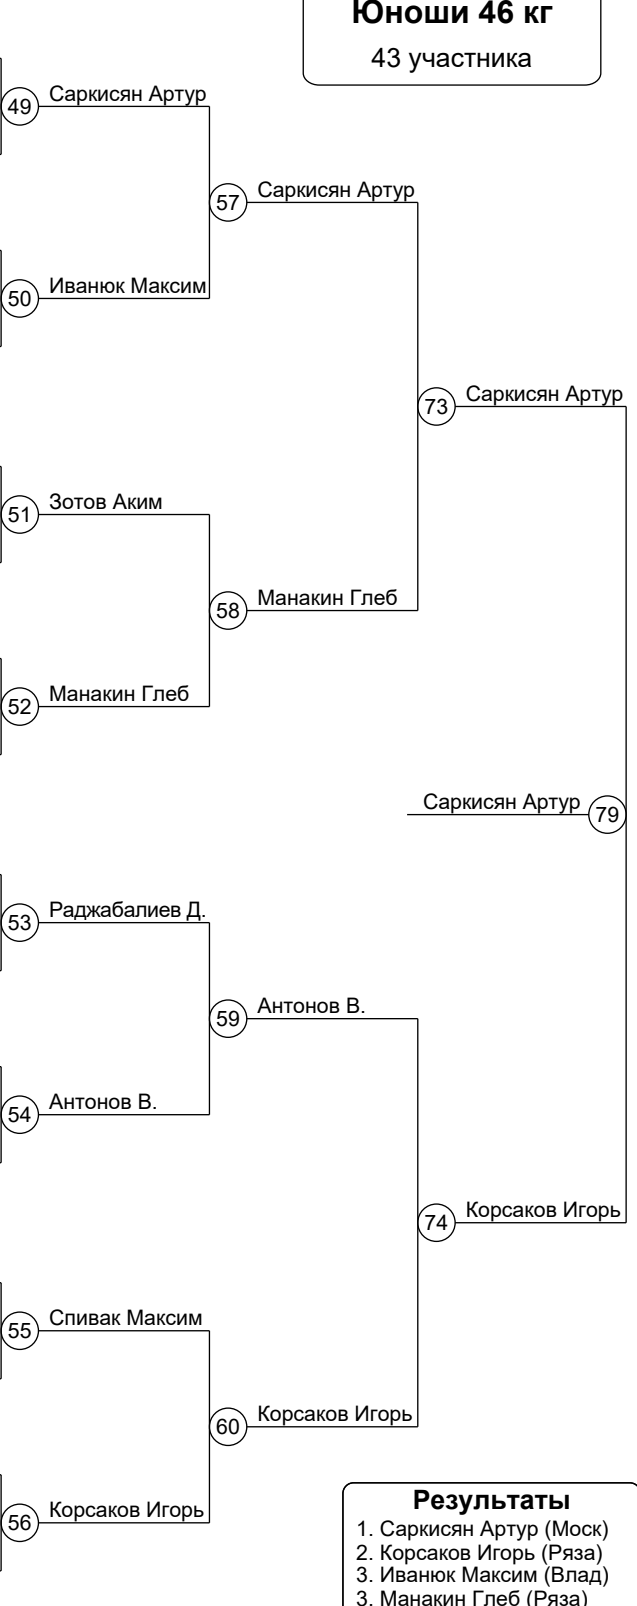 Юноши 46 кг
43 участника
49 Саркисян Артур
57 Саркисян Артур
50 Иванюк Максим
73 Саркисян Артур
51 Зотов Аким
58 Манакин Глеб
52 Манакин Глеб
Саркисян Артур 79
53 Раджабалиев Д.
59 Антонов В.
54 Антонов В.
74 Корсаков Игорь
55 Спивак Максим
60 Корсаков Игорь
56 Корсаков Игорь
Результаты
1. Саркисян Артур (Моск)
2. Корсаков Игорь (Ряза)
3. Иванюк Максим (Влад)
3. Манакин Глеб (Ряза)